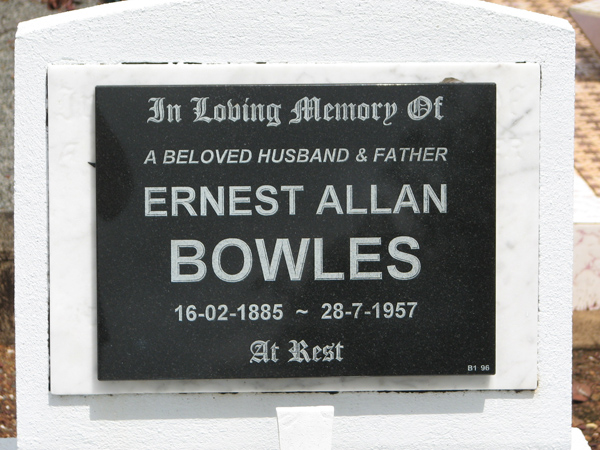 In Loving Memory Of
A BELOVED HUSBAND & FATHER
ERNEST ALLAN
BOWLES
16-02-1885 ~ 28-7-1957
At Rest
B1 98